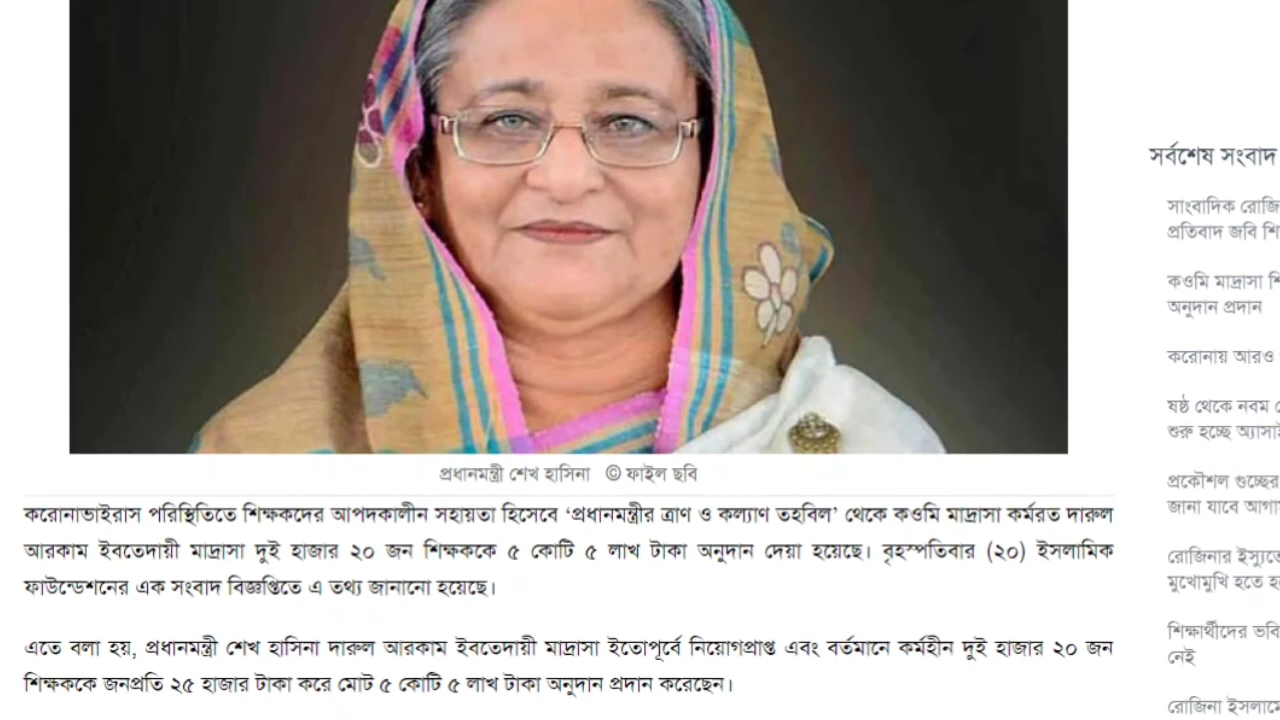 প্রধানমন্ত্রী শেখ হাসিনা © ফাইল ছবি
করোনাভাইরাস পরিস্থিতিতে শিক্ষকদের আপদকালীন সহায়তা হিসেবে ‘প্রধানমন্ত্রীর ত্রাণ ও কল্যাণ তহবিল’ থেকে কওমি মাদ্রাসা কর্মরত দারুল
আরকাম ইবতেদায়ী মাদ্রাসা দুই হাজার ২০ জন শিক্ষককে ৫ কোটি ৫ লাখ টাকা অনুদান দেয়া হয়েছে। বৃহস্পতিবার (২০) ইসলামিক
ফাউন্ডেশনের এক সংবাদ বিজ্ঞপ্তিতে এ তথ্য জানানো হয়েছে।
এতে বলা হয়, প্রধানমন্ত্রী শেখ হাসিনা দারুল আরকাম ইবতেদায়ী মাদ্রাসা ইতোপূর্বে নিয়োগপ্রাপ্ত এবং বর্তমানে কর্মহীন দুই হাজার ২০ জন
শিক্ষককে জনপ্রতি ২৫ হাজার টাকা করে মোট ৫ কোটি ৫ লাখ টাকা অনুদান প্রদান করেছেন।
সর্বশেষ সংবাদ
সাংবাদিক
প্রতিবাদ জবি
কওমি মাদ্রাসা
অনুদান প্রদান
করোনায় আরও
ষষ্ঠ থেকে নবম
শুরু হচ্ছে
প্রকৌশল গুচ্ছের
জানা যাবে
রোজিনার
মুখোমুখি হতে
শিক্ষার্থীদের
নেই
রোজিনা